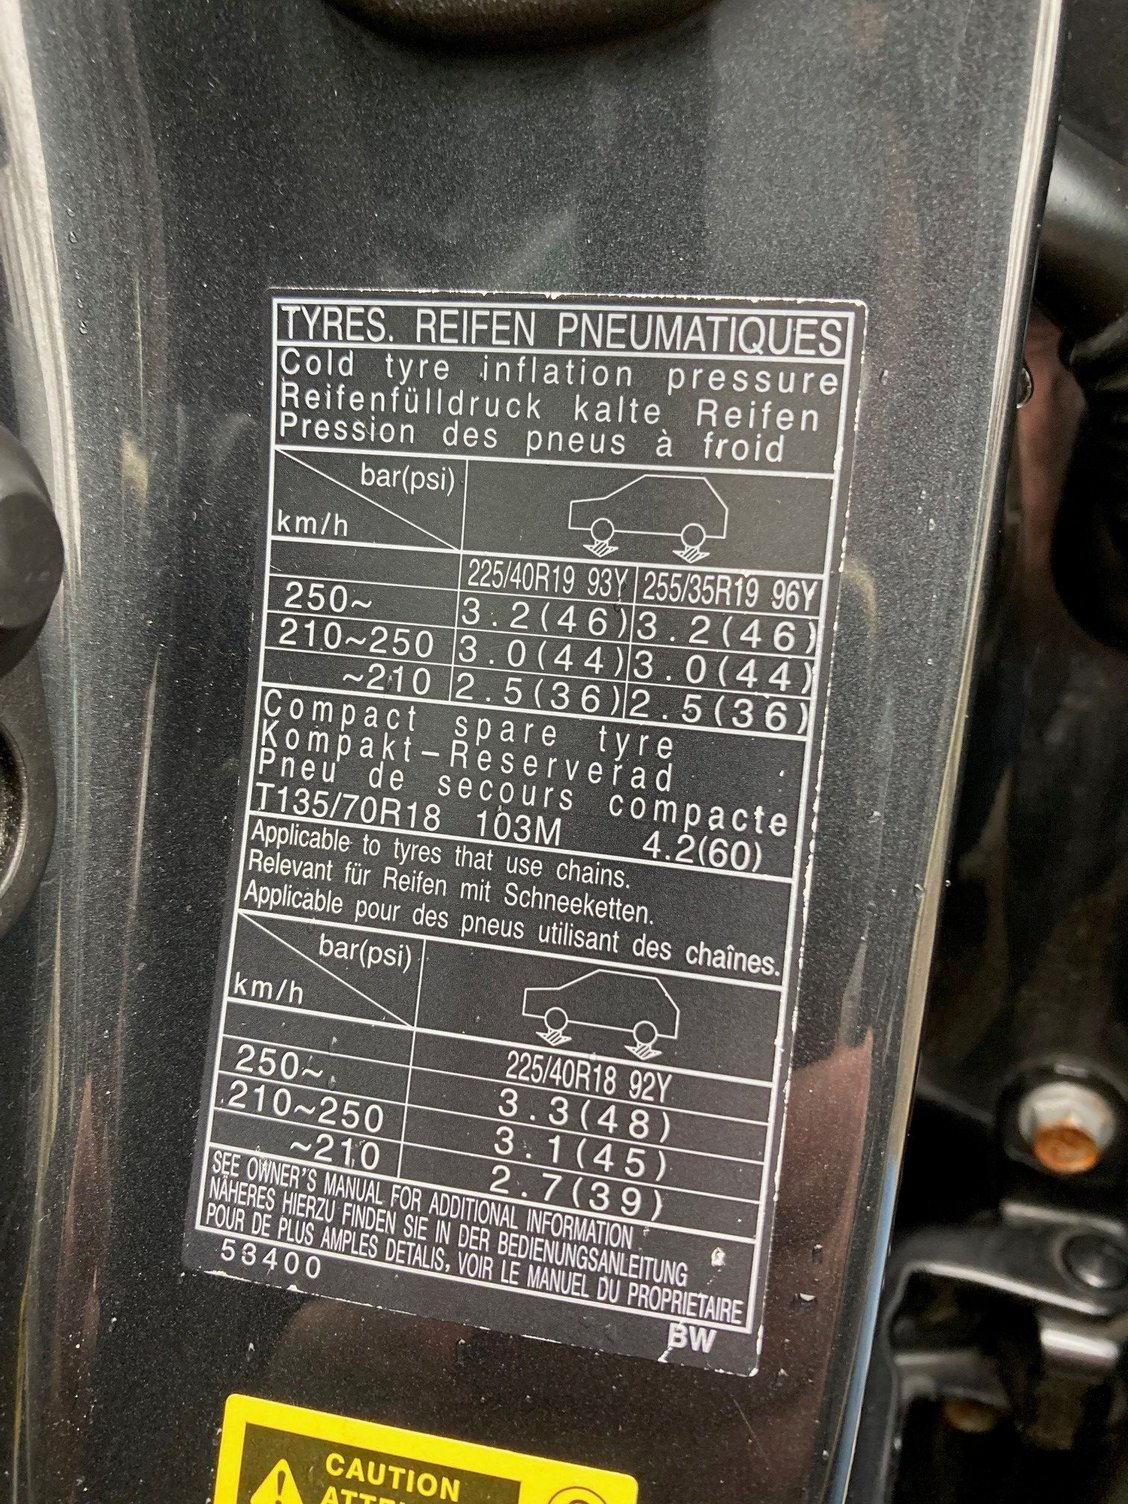 TYRES. REIFEN PNEUMATIQUES
Cold tyre inflation pressure
Reifenfülldruck kalte Reifen
Pression des pneus à froid
bar(psi)
km/h
225/40R19 93Y 255/35R19 96Y
250~ 3.2(46) 3.2(46)
210~250 3.0(44) 3.0(44)
~210 2.5(36) 2.5(36)
Compact spare tyre
Kompakt-Reserverad
Pneu de secours compacte
T135/70R18 103M 4.2(60)
Applicable to tyres that use chains.
Relevant für Reifen mit Schneeketten.
Applicable pour des pneus utilisant des chaînes.
bar(psi)
km/h
225/40R18 92Y
250~ 3.3(48)
210~250 3.1(45)
~210 2.7(39)
SEE OWNER'S MANUAL FOR ADDITIONAL INFORMATION
NÄHERES HIERZU FINDEN SIE IN DER BEDIENUNGSANLEITUNG
POUR DE PLUS AMPLES DETALIS, VOIR LE MANUEL DU PROPRIETAIRE
53400
BW
CAUTION